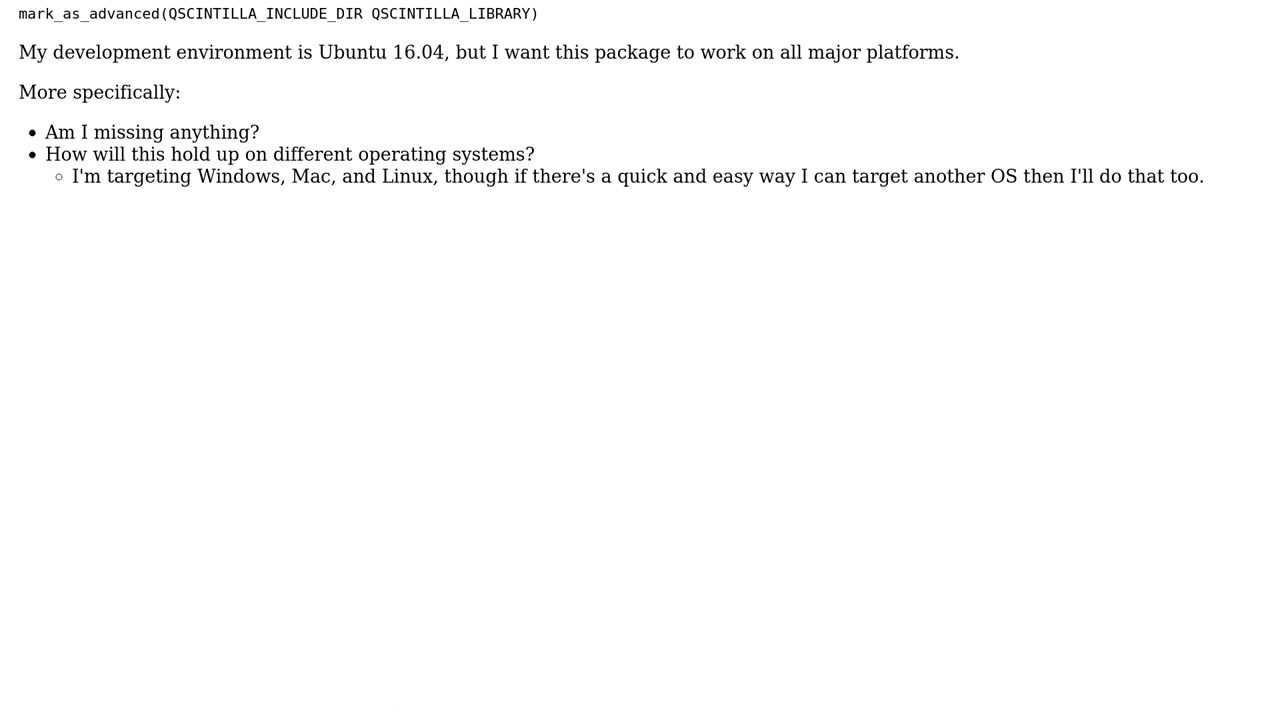 mark_as_advanced(QSCINTILLA_INCLUDE_DIR QSCINTILLA_LIBRARY)
My development environment is Ubuntu 16.04, but I want this package to work on all major platforms.
More specifically:
• Am I missing anything?
• How will this hold up on different operating systems?
◦ I'm targeting Windows, Mac, and Linux, though if there's a quick and easy way I can target another OS then I'll do that too.